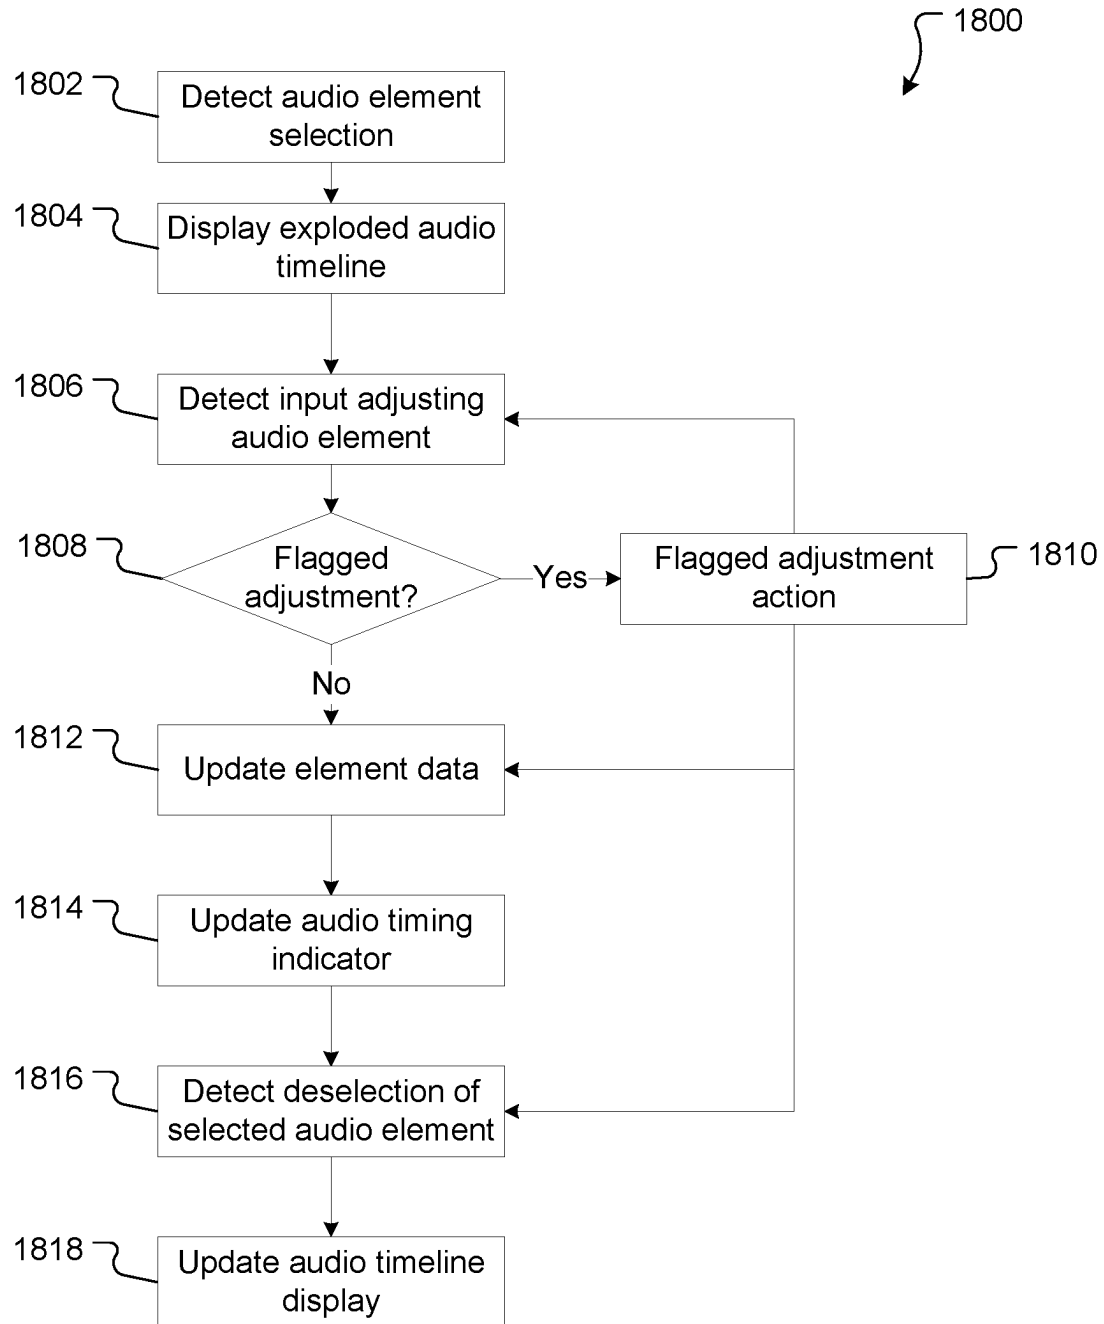 1800
1802
Detect audio element
selection
1804
Display exploded audio
timeline
1806
Detect input adjusting
audio element
1808
Flagged
adjustment?
Yes
Flagged adjustment
action
1810
No
1812
Update element data
1814
Update audio timing
indicator
1816
Detect deselection of
selected audio element
1818
Update audio timeline
display